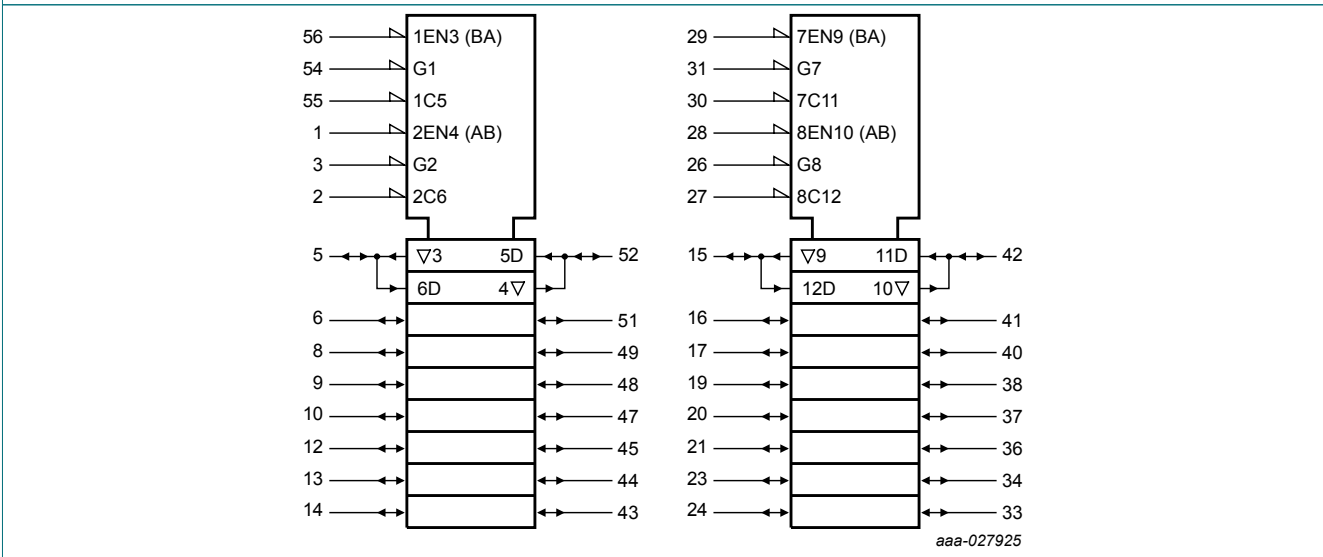 56 1EN3 (BA)
54 G1
55 1C5
1 2EN4 (AB)
3 G2
2 2C6
5 ▽3 5D 52
6D 4▽
6 51
8 49
9 48
10 47
12 45
13 44
14 43
29 7EN9 (BA)
31 G7
30 7C11
28 8EN10 (AB)
26 G8
27 8C12
15 ▽9 11D 42
12D 10▽
16 41
17 40
19 38
20 37
21 36
23 34
24 33
aaa-027925